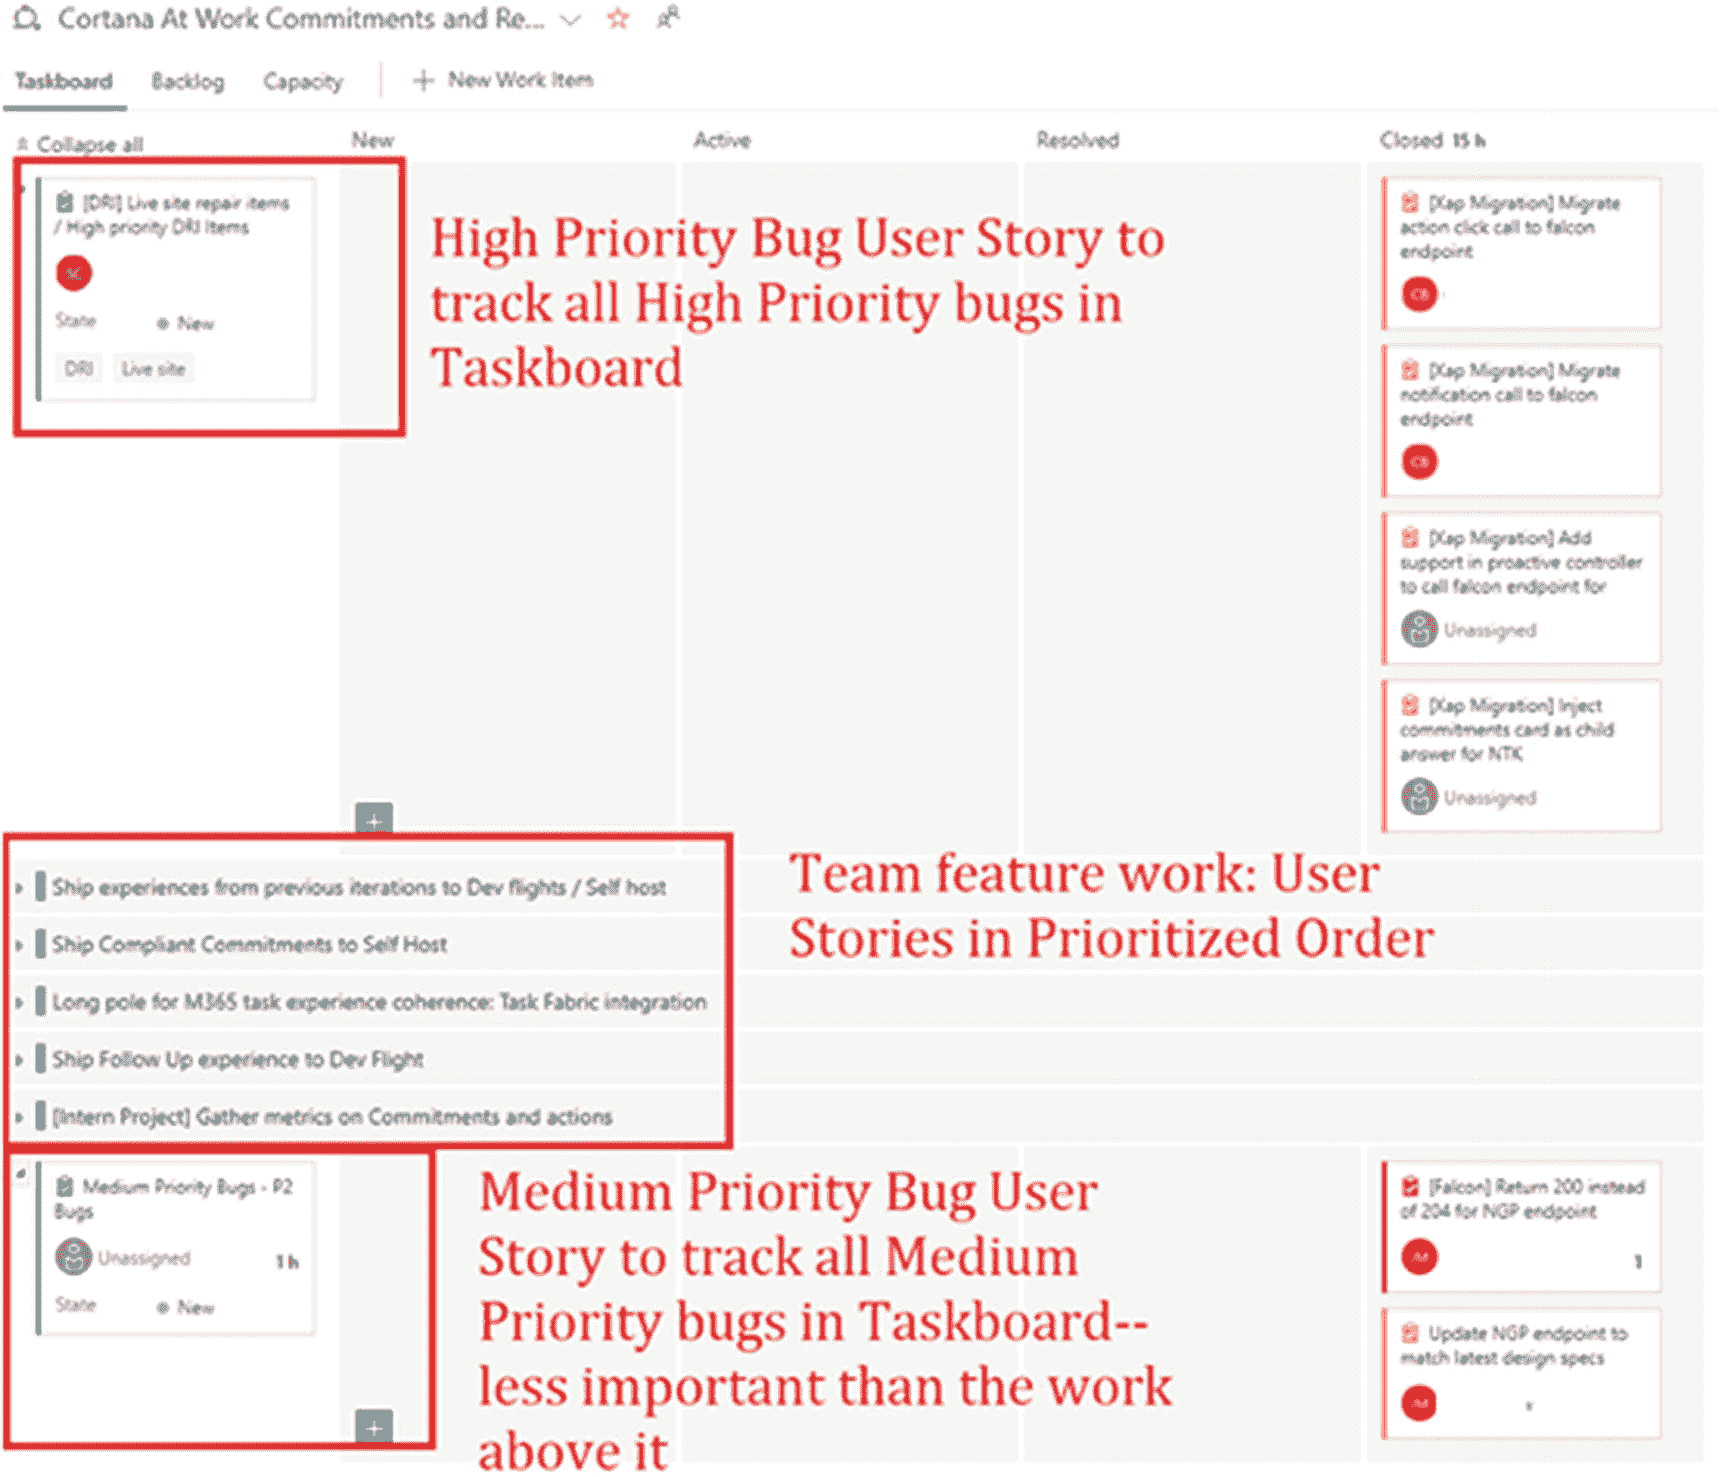 Cortana At Work Commitments and Re...
Taskboard Backlog Capacity New Work Item
Collapse all New Active Resolved Closed 15 h
[DRI] Live site repair items
/ High priority DRI Items
SC
State New
DRI Live site
High Priority Bug User Story to
track all High Priority bugs in
Taskboard
[Xap Migration] Migrate
action click call to falcon
endpoint
CB
[Xap Migration] Migrate
notification call to falcon
endpoint
CB
[Xap Migration] Add
support in proactive controller
to call falcon endpoint for
Unassigned
[Xap Migration] Inject
commitments card as child
answer for NTK
Unassigned
Ship experiences from previous iterations to Dev flights / Self host
Ship Compliant Commitments to Self Host
Long pole for M365 task experience coherence: Task Fabric integration
Ship Follow Up experience to Dev Flight
[Intern Project] Gather metrics on Commitments and actions
Team feature work: User
Stories in Prioritized Order
Medium Priority Bugs - P2
Bugs
Unassigned 1 h
State New
Medium Priority Bug User
Story to track all Medium
Priority bugs in Taskboard--
less important than the work
above it
[Falcon] Return 200 instead
of 204 for NGP endpoint
1
Update NGP endpoint to
match latest design specs